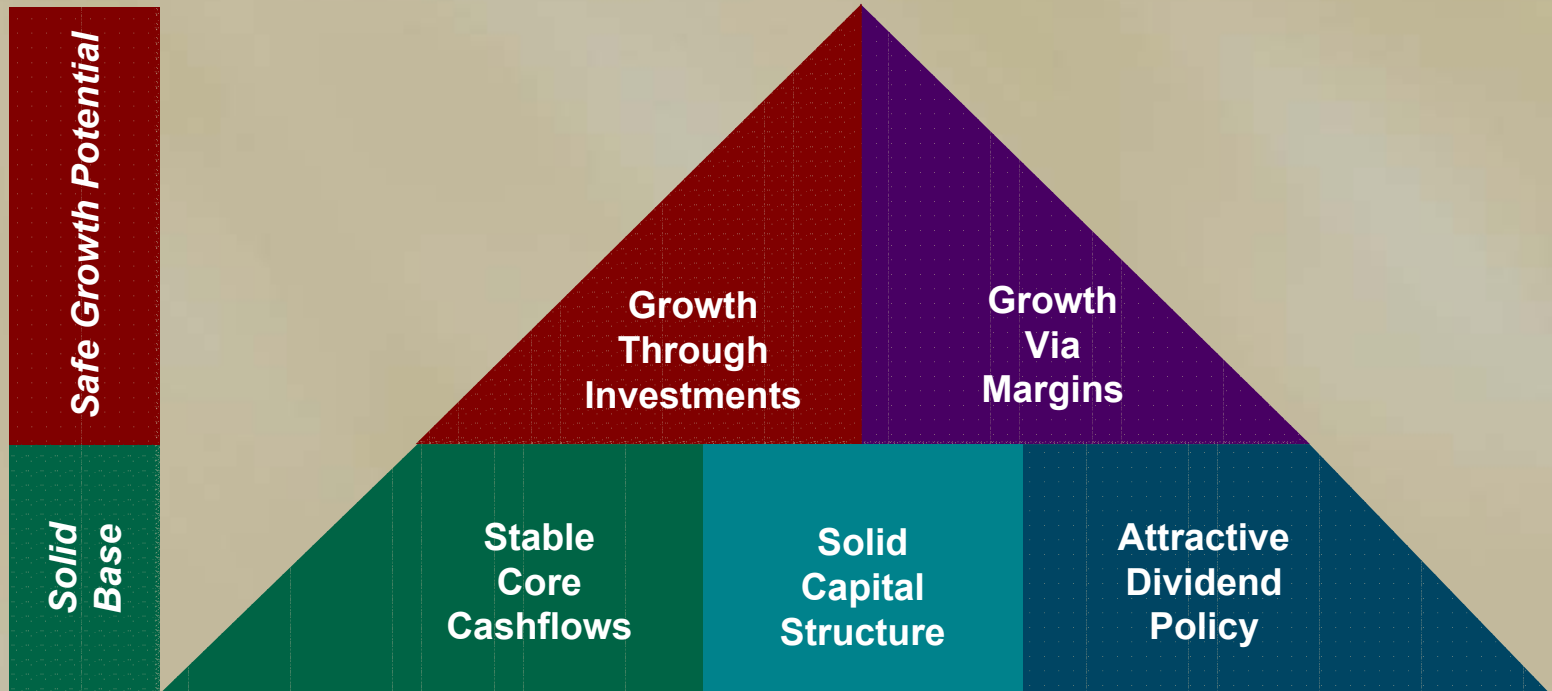 Safe Growth Potential
Growth
Through
Investments
Growth
Via
Margins
Solid
Base
Stable
Core
Cashflows
Solid
Capital
Structure
Attractive
Dividend
Policy